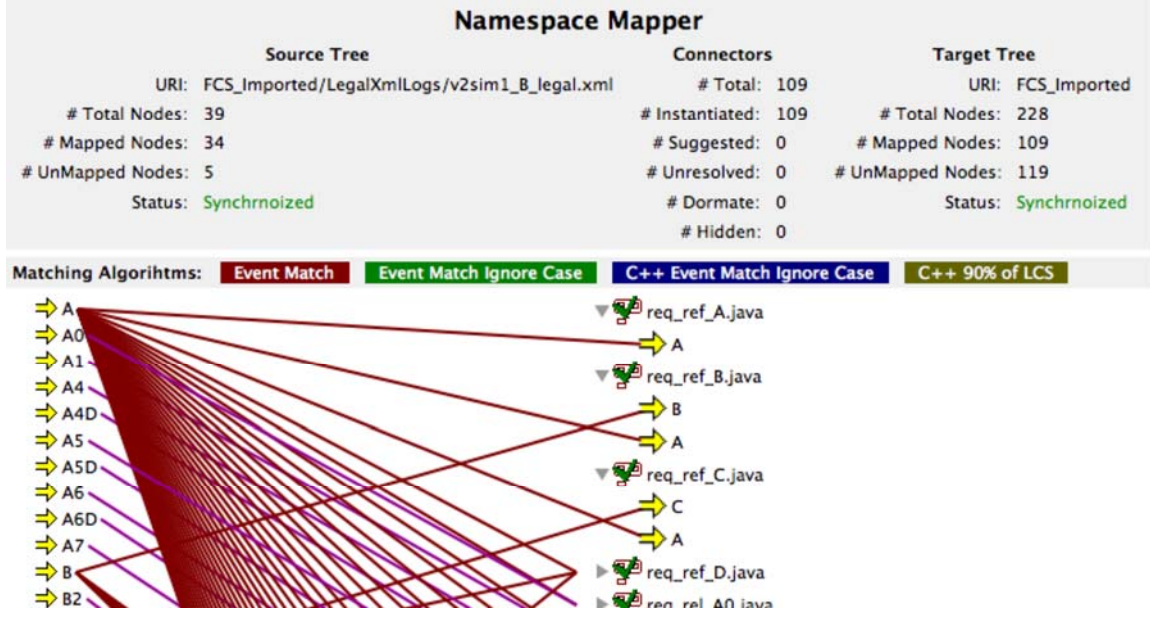 Namespace Mapper
Source Tree Connectors Target Tree
URI: FCS_Imported/LegalXmlLogs/v2sim1_B_legal.xml # Total: 109 URI: FCS_Imported
# Total Nodes: 39 # Instantiated: 109 # Total Nodes: 228
# Mapped Nodes: 34 # Suggested: 0 # Mapped Nodes: 109
# UnMapped Nodes: 5 # Unresolved: 0 # UnMapped Nodes: 119
Status: Synchrnoized # Dormate: 0 Status: Synchrnoized
# Hidden: 0
Matching Algorihtms: Event Match Event Match Ignore Case C++ Event Match Ignore Case C++ 90% of LCS
A req_ref_A.java
A0
A
A1
req_ref_B.java
A4
A4D B
A5 A
A5D req_ref_C.java
A6
C
A6D
A7 A
B req_ref_D.java
B2 req_rel_A0.java